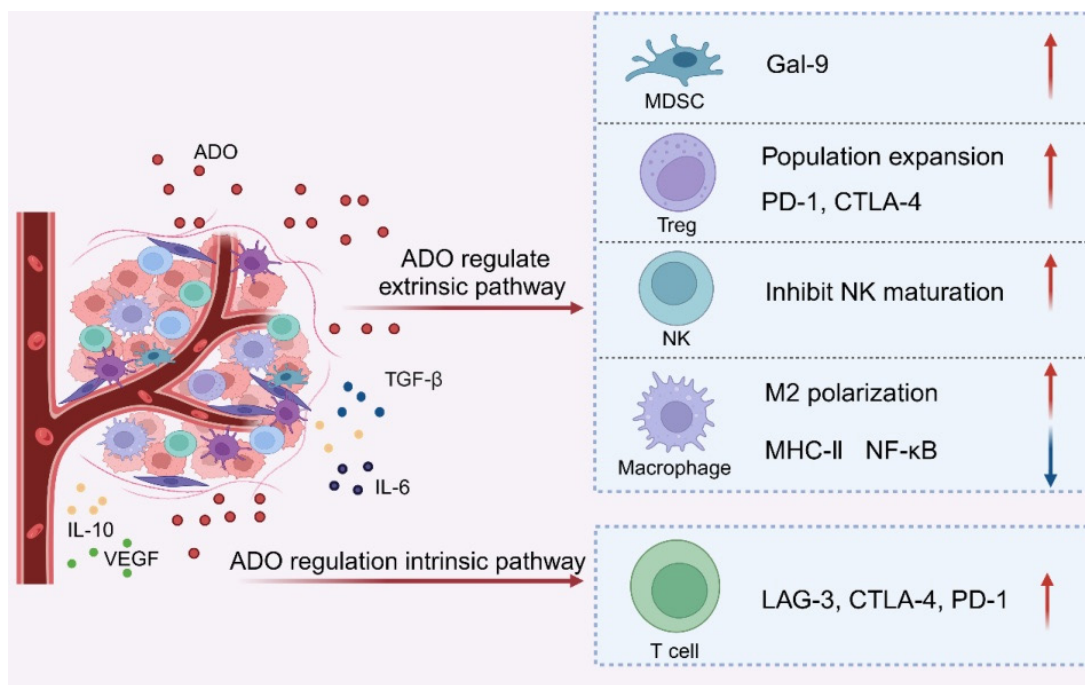 ADO
ADO regulate
extrinsic pathway
TGF-β
IL-6
IL-10
VEGF
ADO regulation intrinsic pathway
MDSC
Gal-9
Treg
Population expansion
PD-1, CTLA-4
NK
Inhibit NK maturation
Macrophage
M2 polarization
MHC-Ⅱ NF-κB
T cell
LAG-3, CTLA-4, PD-1